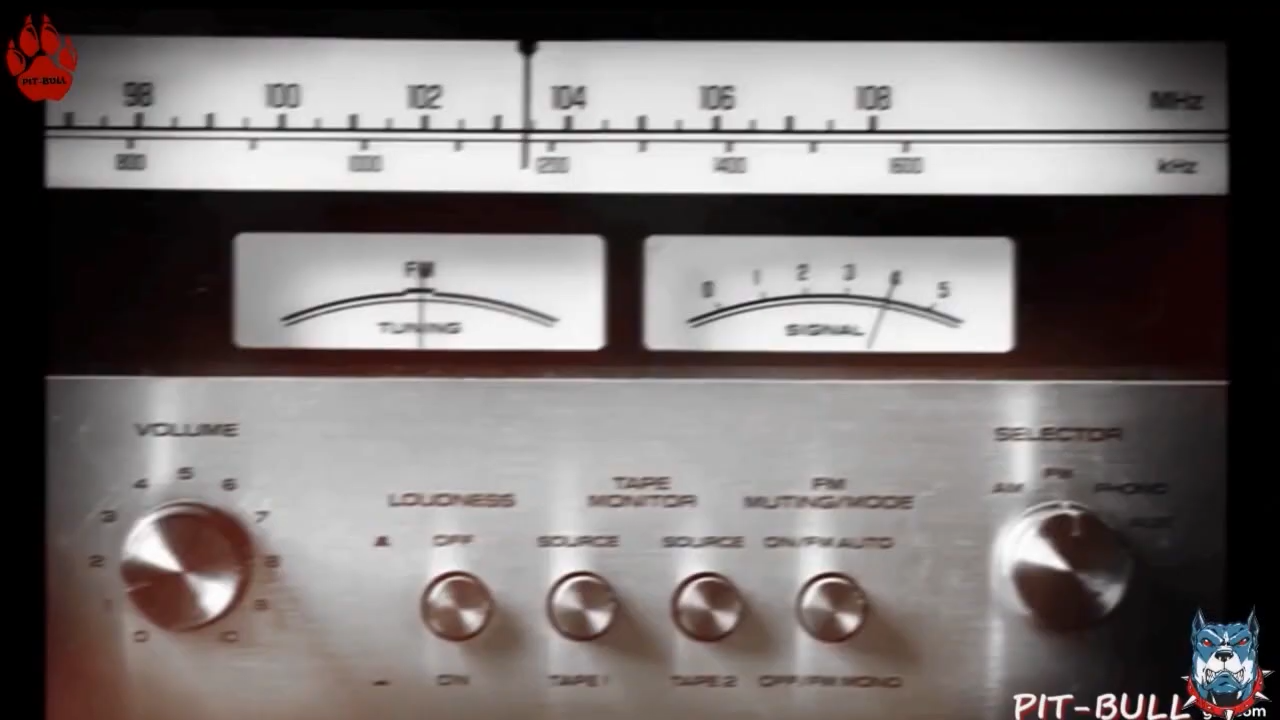 PIT-BULL
98 100 102 104 106 108 MHz
800 1000 1200 1400 1600 kHz
FM
TUNING
0 1 2 3 4 5
SIGNAL
VOLUME
0 1 2 3 4 5 6 7 8 9 10
LOUDNESS
OFF
ON
TAPE
MONITOR
SOURCE SOURCE
TAPE 1 TAPE 2
FM
MUTING/MODE
ON/FM AUTO
OFF/FM MONO
SELECTOR
AM FM PHONO AUX
PIT-BULL